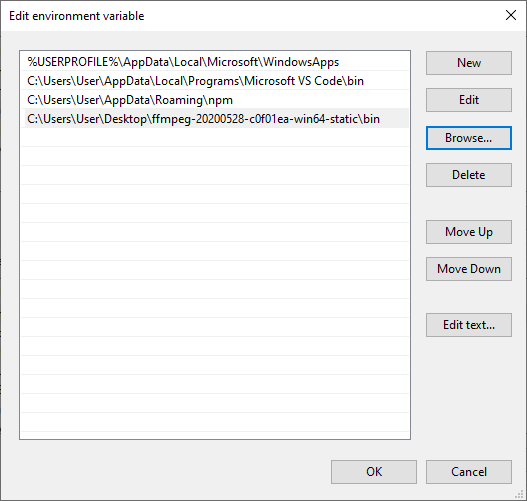 Edit environment variable
%USERPROFILE%\AppData\Local\Microsoft\WindowsApps
C:\Users\User\AppData\Local\Programs\Microsoft VS Code\bin
C:\Users\User\AppData\Roaming\npm
C:\Users\User\Desktop\ffmpeg-20200528-c0f01ea-win64-static\bin
New
Edit
Browse...
Delete
Move Up
Move Down
Edit text...
OK
Cancel